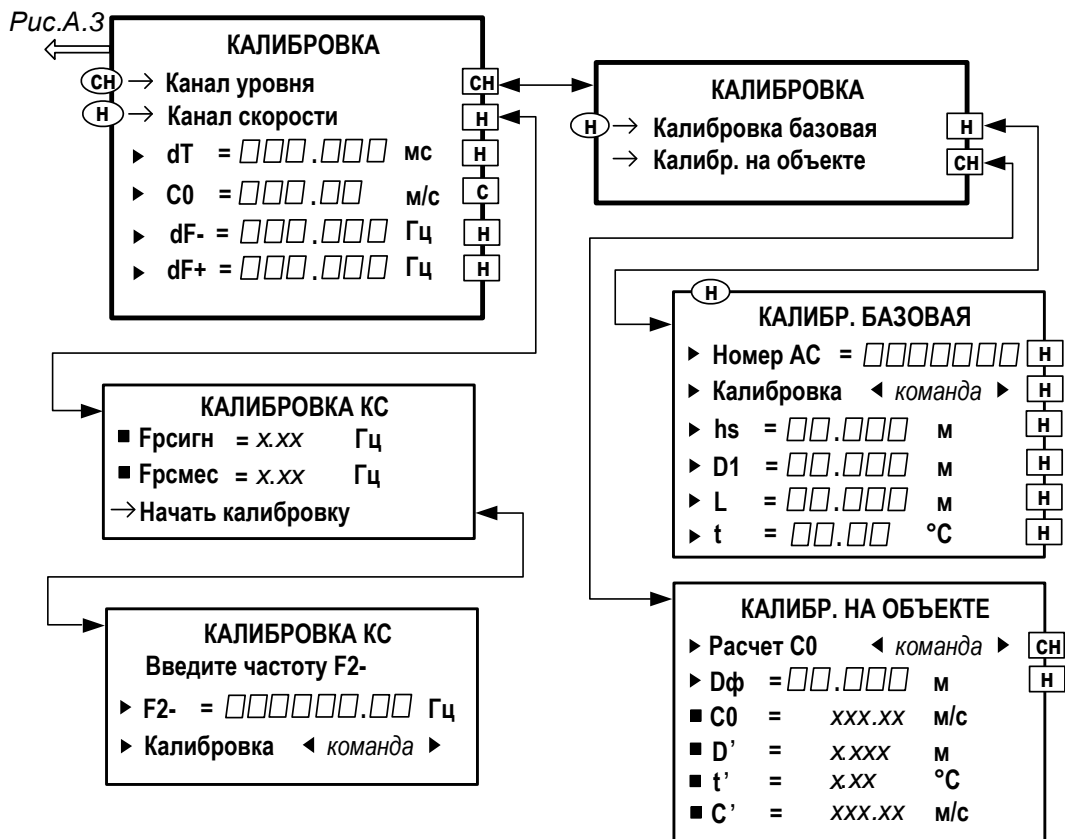 Рис.А.3
КАЛИБРОВКА
СН → Канал уровня СН
Н → Канал скорости Н
▶ dT = □□□.□□□ мс Н
▶ C0 = □□□.□□ м/с С
▶ dF- = □□□.□□□ Гц Н
▶ dF+ = □□□.□□□ Гц Н
КАЛИБРОВКА
Н → Калибровка базовая Н
→ Калибр. на объекте СН
Н
КАЛИБР. БАЗОВАЯ
▶ Номер АС = □□□□□□□ Н
▶ Калибровка ◀ команда ▶ Н
▶ hs = □□.□□□ м Н
▶ D1 = □□.□□□ м Н
▶ L = □□.□□□ м Н
▶ t = □□.□□ °C Н
КАЛИБРОВКА КС
■ Fрсигн = x.xx Гц
■ Fрсмес = x.xx Гц
→ Начать калибровку
КАЛИБРОВКА КС
Введите частоту F2-
▶ F2- = □□□□□□.□□ Гц
▶ Калибровка ◀ команда ▶
КАЛИБР. НА ОБЪЕКТЕ
▶ Расчет C0 ◀ команда ▶ СН
▶ Dф = □□.□□□ м Н
■ C0 = xxx.xx м/с
■ D’ = x.xxx м
■ t’ = x.xx °C
■ C’ = xxx.xx м/с